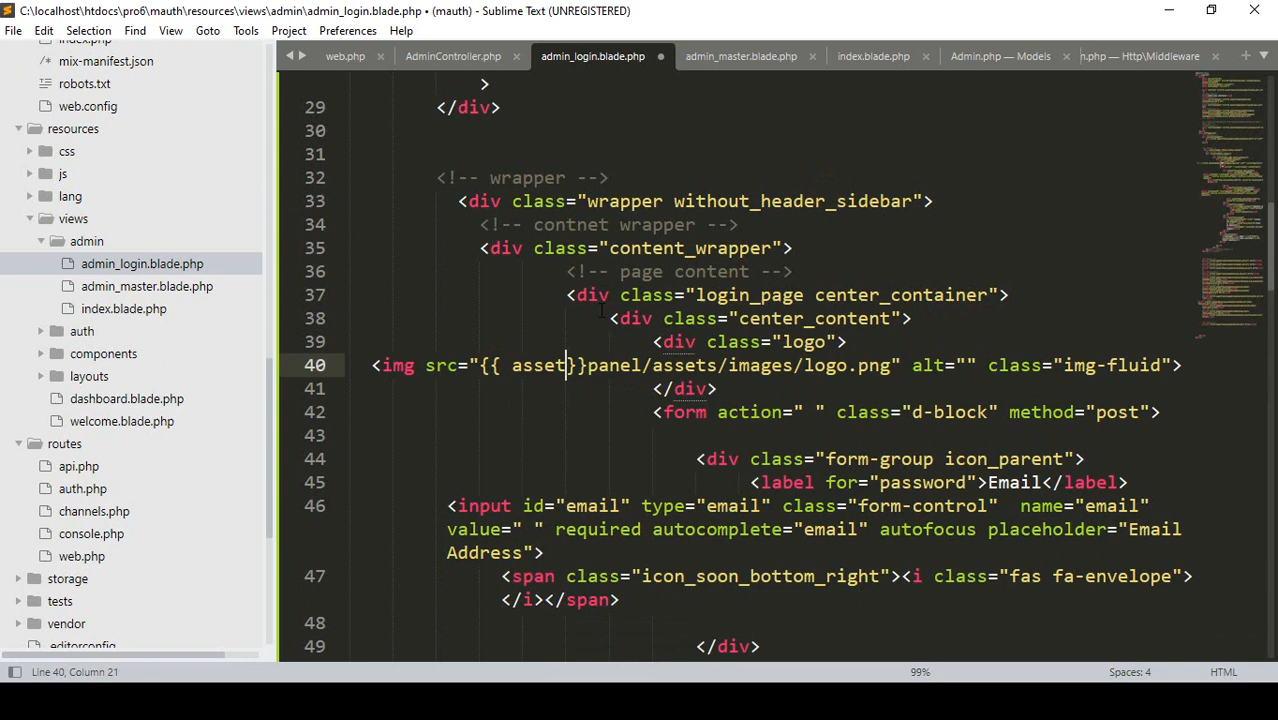 C:\localhost\htdocs\pro6\mauth\resources\views\admin\admin_login.blade.php • (mauth) - Sublime Text (UNREGISTERED)
File Edit Selection Find View Goto Tools Project Preferences Help
web.php AdminController.php admin_login.blade.php admin_master.blade.php index.blade.php Admin.php — Models n.php — Http\Middleware
mix-manifest.json
robots.txt
web.config
resources
css
js
lang
views
admin
admin_login.blade.php
admin_master.blade.php
index.blade.php
auth
components
layouts
dashboard.blade.php
welcome.blade.php
routes
api.php
auth.php
channels.php
console.php
web.php
storage
tests
vendor
>
29 </div>
30
31
32 <!-- wrapper -->
33 <div class="wrapper without_header_sidebar">
34 <!-- contnet wrapper -->
35 <div class="content_wrapper">
36 <!-- page content -->
37 <div class="login_page center_container">
38 <div class="center_content">
39 <div class="logo">
40 <img src="{{ asset}}panel/assets/images/logo.png" alt="" class="img-fluid">
41 </div>
42 <form action=" " class="d-block" method="post">
43
44 <div class="form-group icon_parent">
45 <label for="password">Email</label>
46 <input id="email" type="email" class="form-control" name="email"
value=" " required autocomplete="email" autofocus placeholder="Email
Address">
47 <span class="icon_soon_bottom_right"><i class="fas fa-envelope">
</i></span>
48
49 </div>
Line 40, Column 21 99% Spaces: 4 HTML